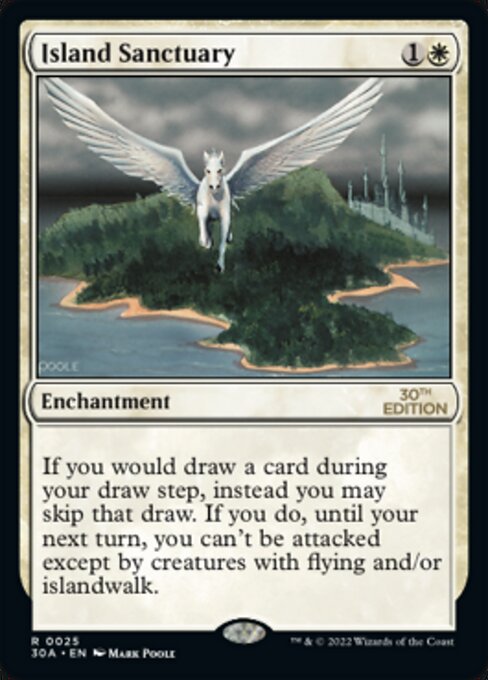 Island Sanctuary 1
POOLE
Enchantment
30TH
EDITION
If you would draw a card during
your draw step, instead you may
skip that draw. If you do, until your
next turn, you can't be attacked
except by creatures with flying and/or
islandwalk.
R 0025
30A • EN MARK POOLE
™ & © 2022 Wizards of the Coast